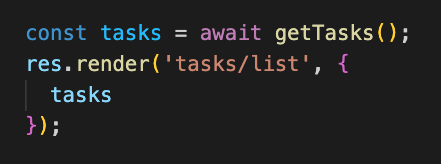 const tasks = await getTasks();
res.render('tasks/list', {
  tasks
});